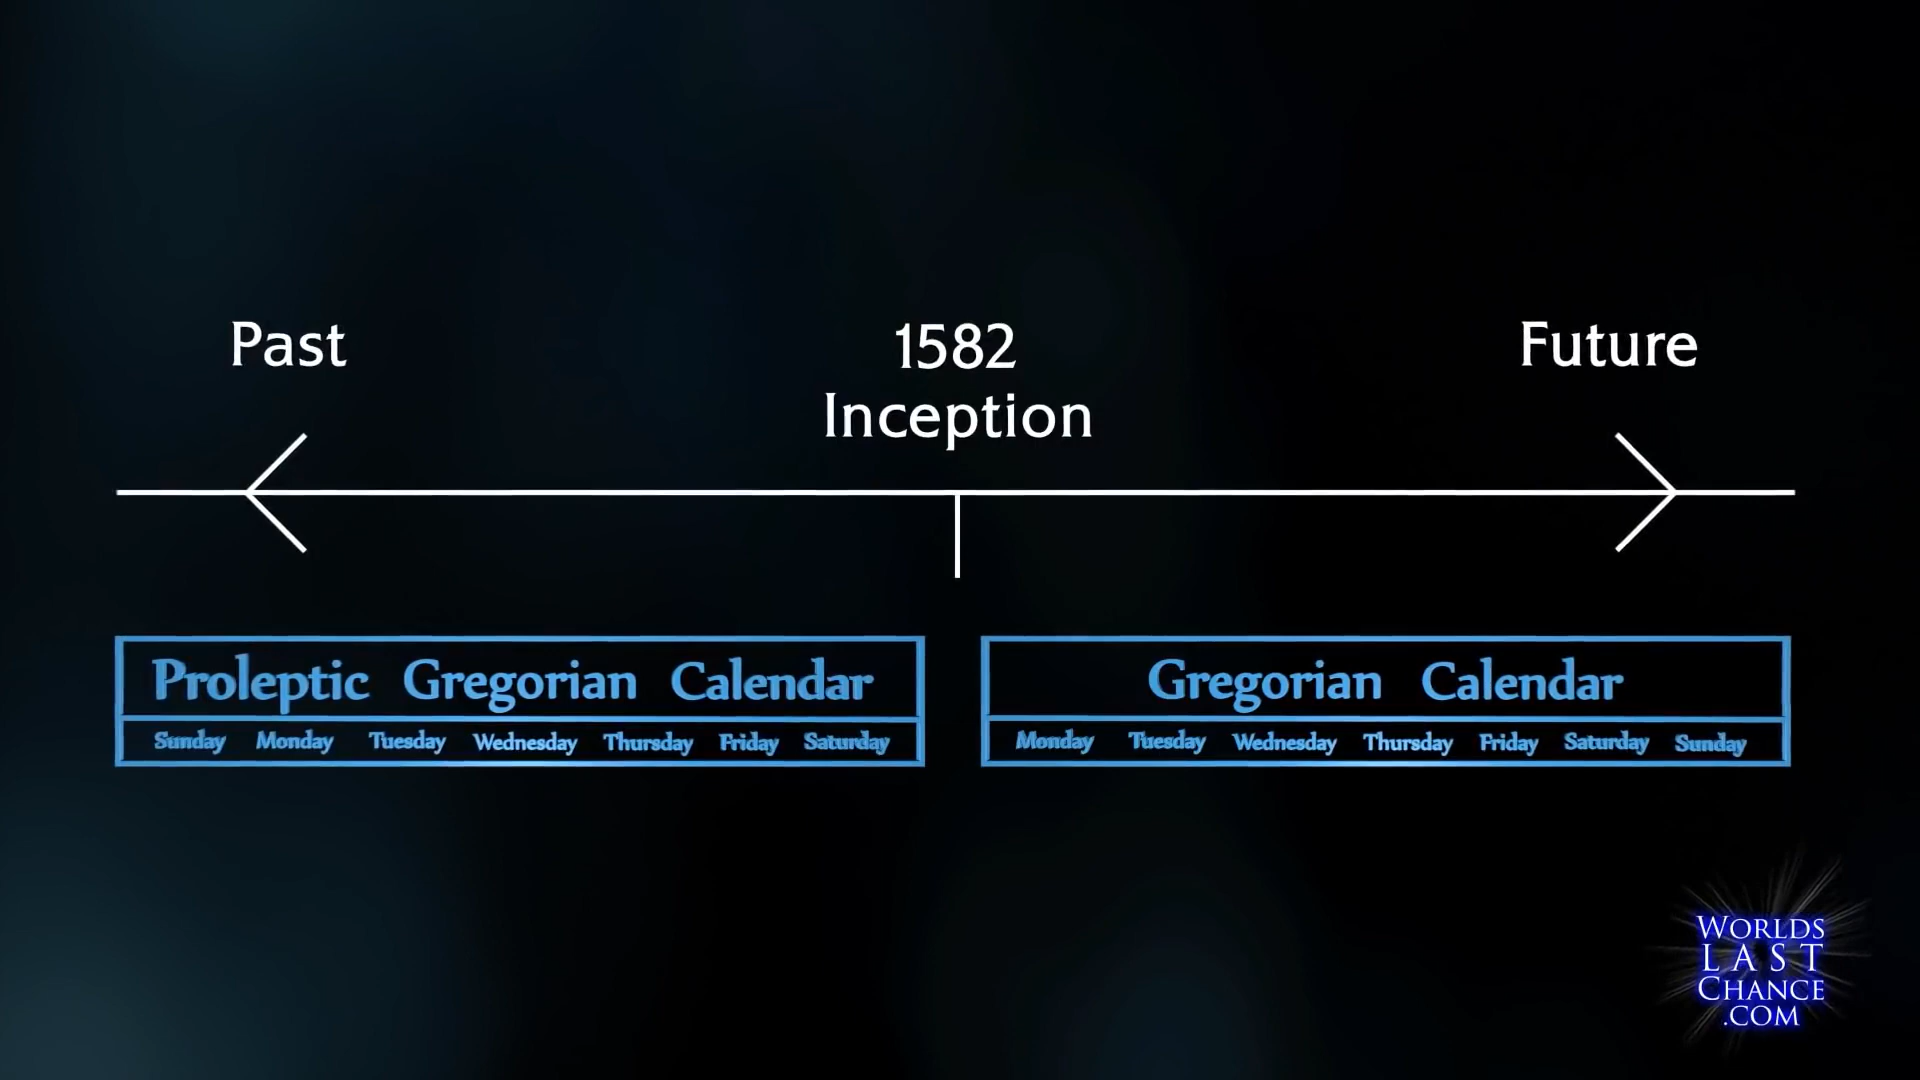 Past
1582
Inception
Future
Proleptic Gregorian Calendar
Sunday Monday Tuesday Wednesday Thursday Friday Saturday
Gregorian Calendar
Monday Tuesday Wednesday Thursday Friday Saturday Sunday
WORLDS
LAST
CHANCE
.COM